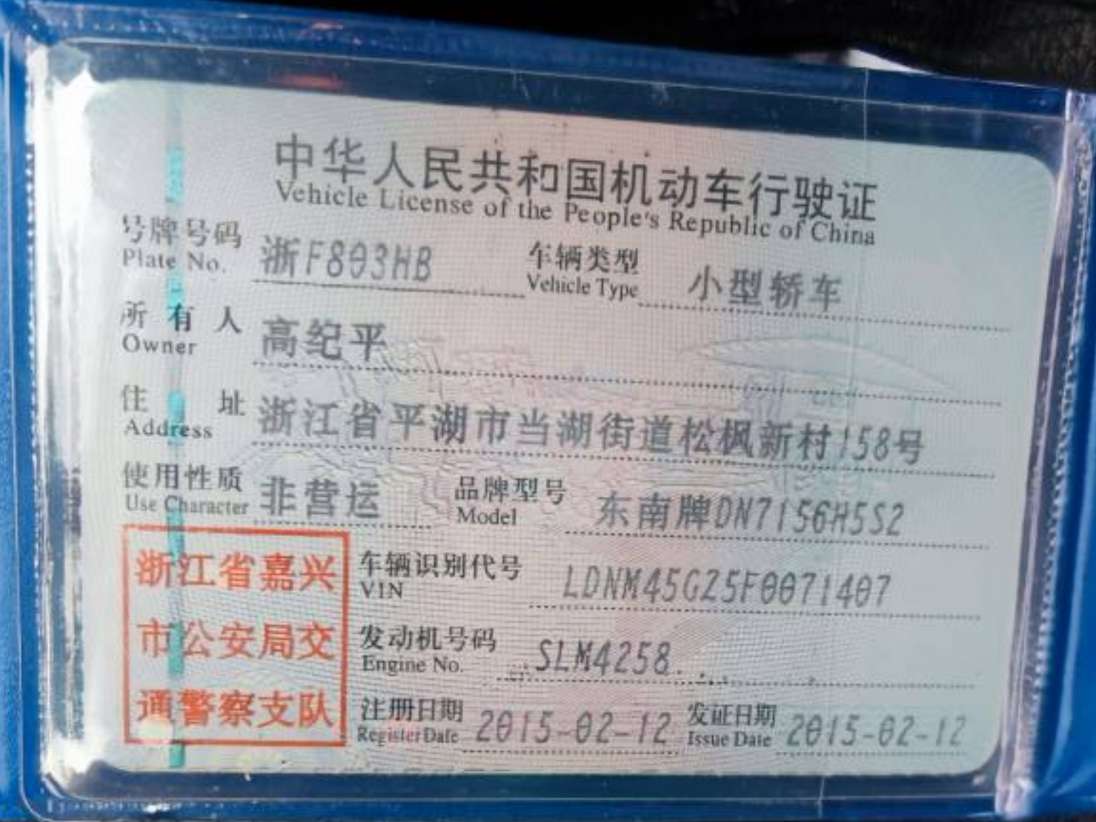 中华人民共和国机动车行驶证
Vehicle License of the People's Republic of China
号牌号码 浙F803HB 车辆类型 小型轿车
Plate No. Vehicle Type
所有人 高纪平
Owner
住址 浙江省平湖市当湖街道松枫新村158号
Address
使用性质 非营运 品牌型号 东南牌DN7156H5S2
Use Character Model
浙江省嘉兴
市公安局交
通警察支队
车辆识别代号 LDNM45GZ5F0071407
VIN
发动机号码 SLM4258
Engine No.
注册日期 2015-02-12 发证日期 2015-02-12
Register Date Issue Date